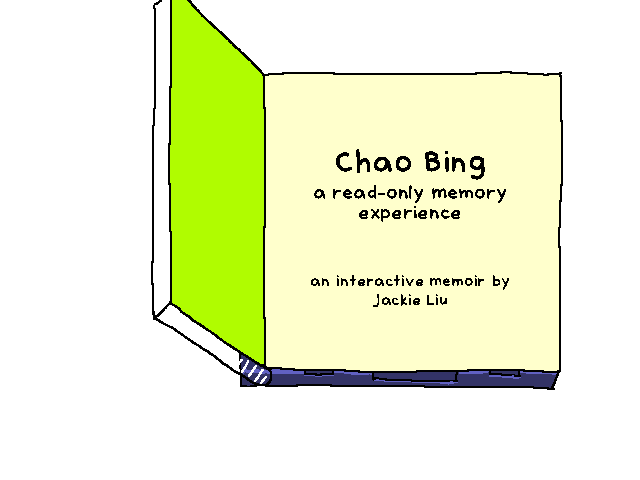 Chao Bing
a read-only memory
experience
an interactive memoir by
Jackie Liu